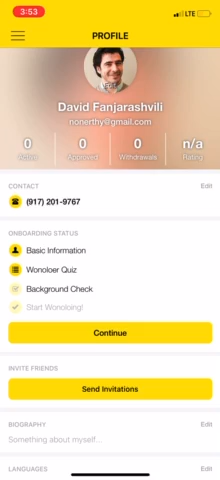 3:53
LTE
PROFILE
Edit
David Fanjarashvili
nonerthy@gmail.com
0 0 0 n/a
Active Approved Withdrawals Rating
CONTACT Edit
(917) 201-9767
ONBOARDING STATUS
Basic Information
Wonoloer Quiz
Background Check
Start Wonoloing!
Continue
INVITE FRIENDS
Send Invitations
BIOGRAPHY Edit
Something about myself...
LANGUAGES Edit